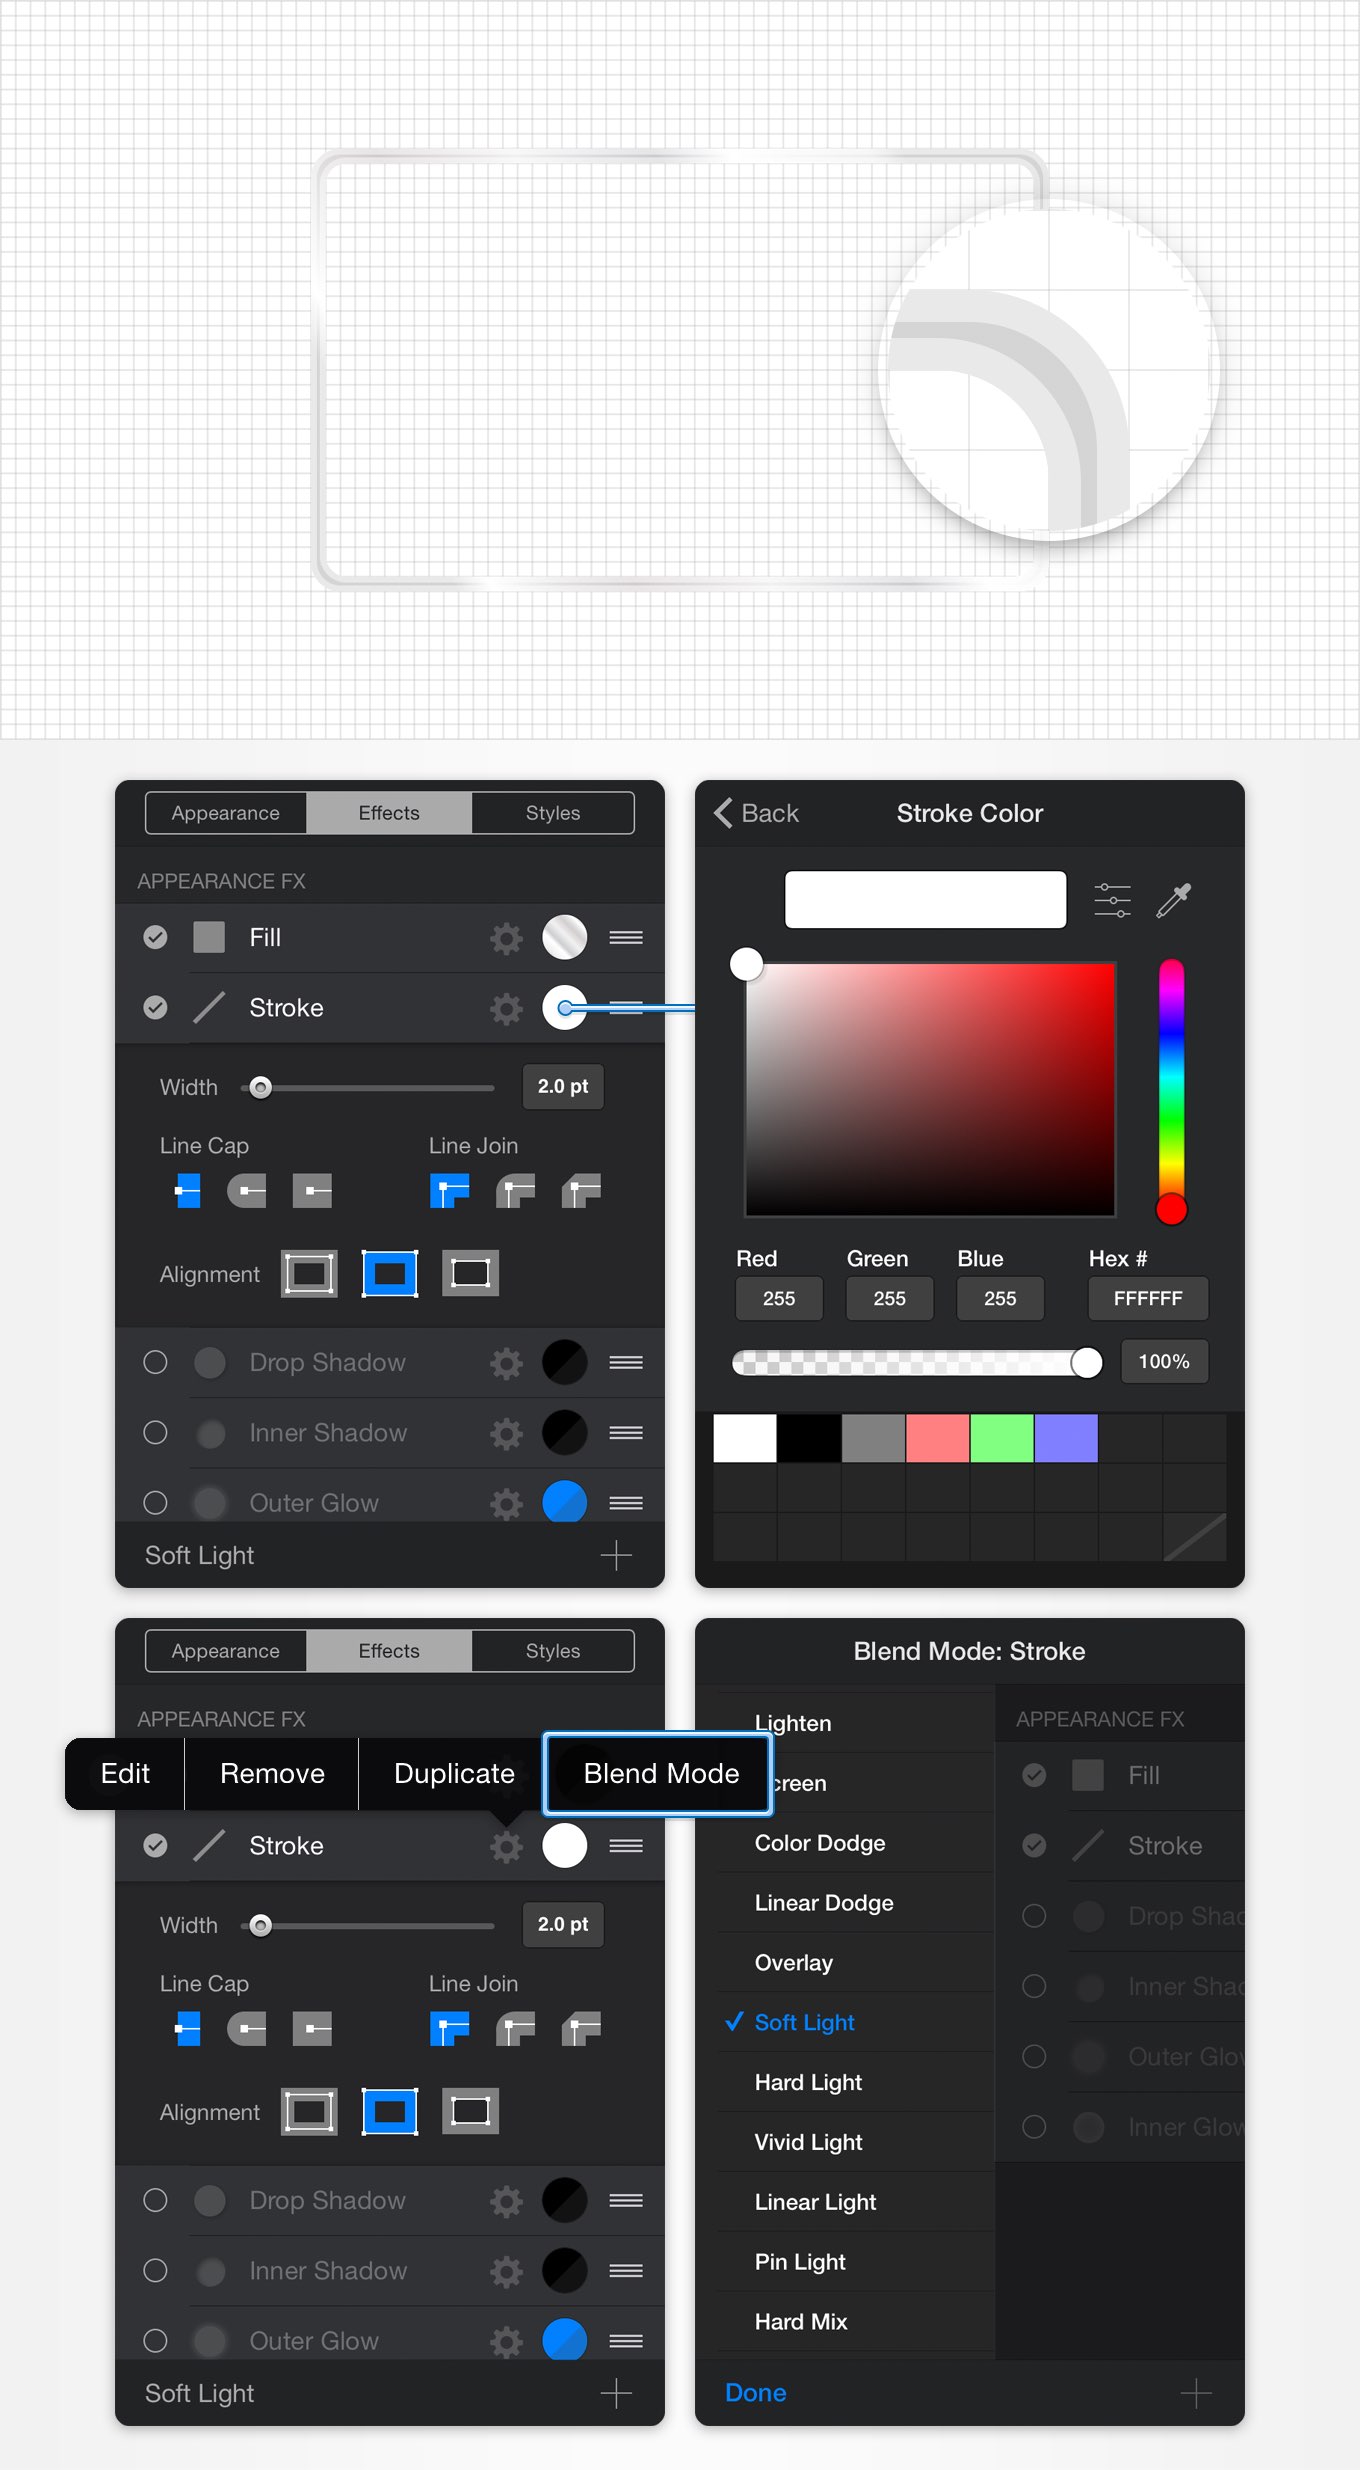 Appearance Effects Styles
APPEARANCE FX
Fill
Stroke
Width 2.0 pt
Line Cap Line Join
Alignment
Drop Shadow
Inner Shadow
Outer Glow
Soft Light
Back Stroke Color
Red Green Blue Hex #
255 255 255 FFFFFF
100%
Appearance Effects Styles
APPEARANCE FX
Edit Remove Duplicate Blend Mode
Stroke
Width 2.0 pt
Line Cap Line Join
Alignment
Drop Shadow
Inner Shadow
Outer Glow
Soft Light
Blend Mode: Stroke
Lighten
creen
Color Dodge
Linear Dodge
Overlay
Soft Light
Hard Light
Vivid Light
Linear Light
Pin Light
Hard Mix
Done
APPEARANCE FX
Fill
Stroke
Drop Shad
Inner Shad
Outer Glow
Inner Glow